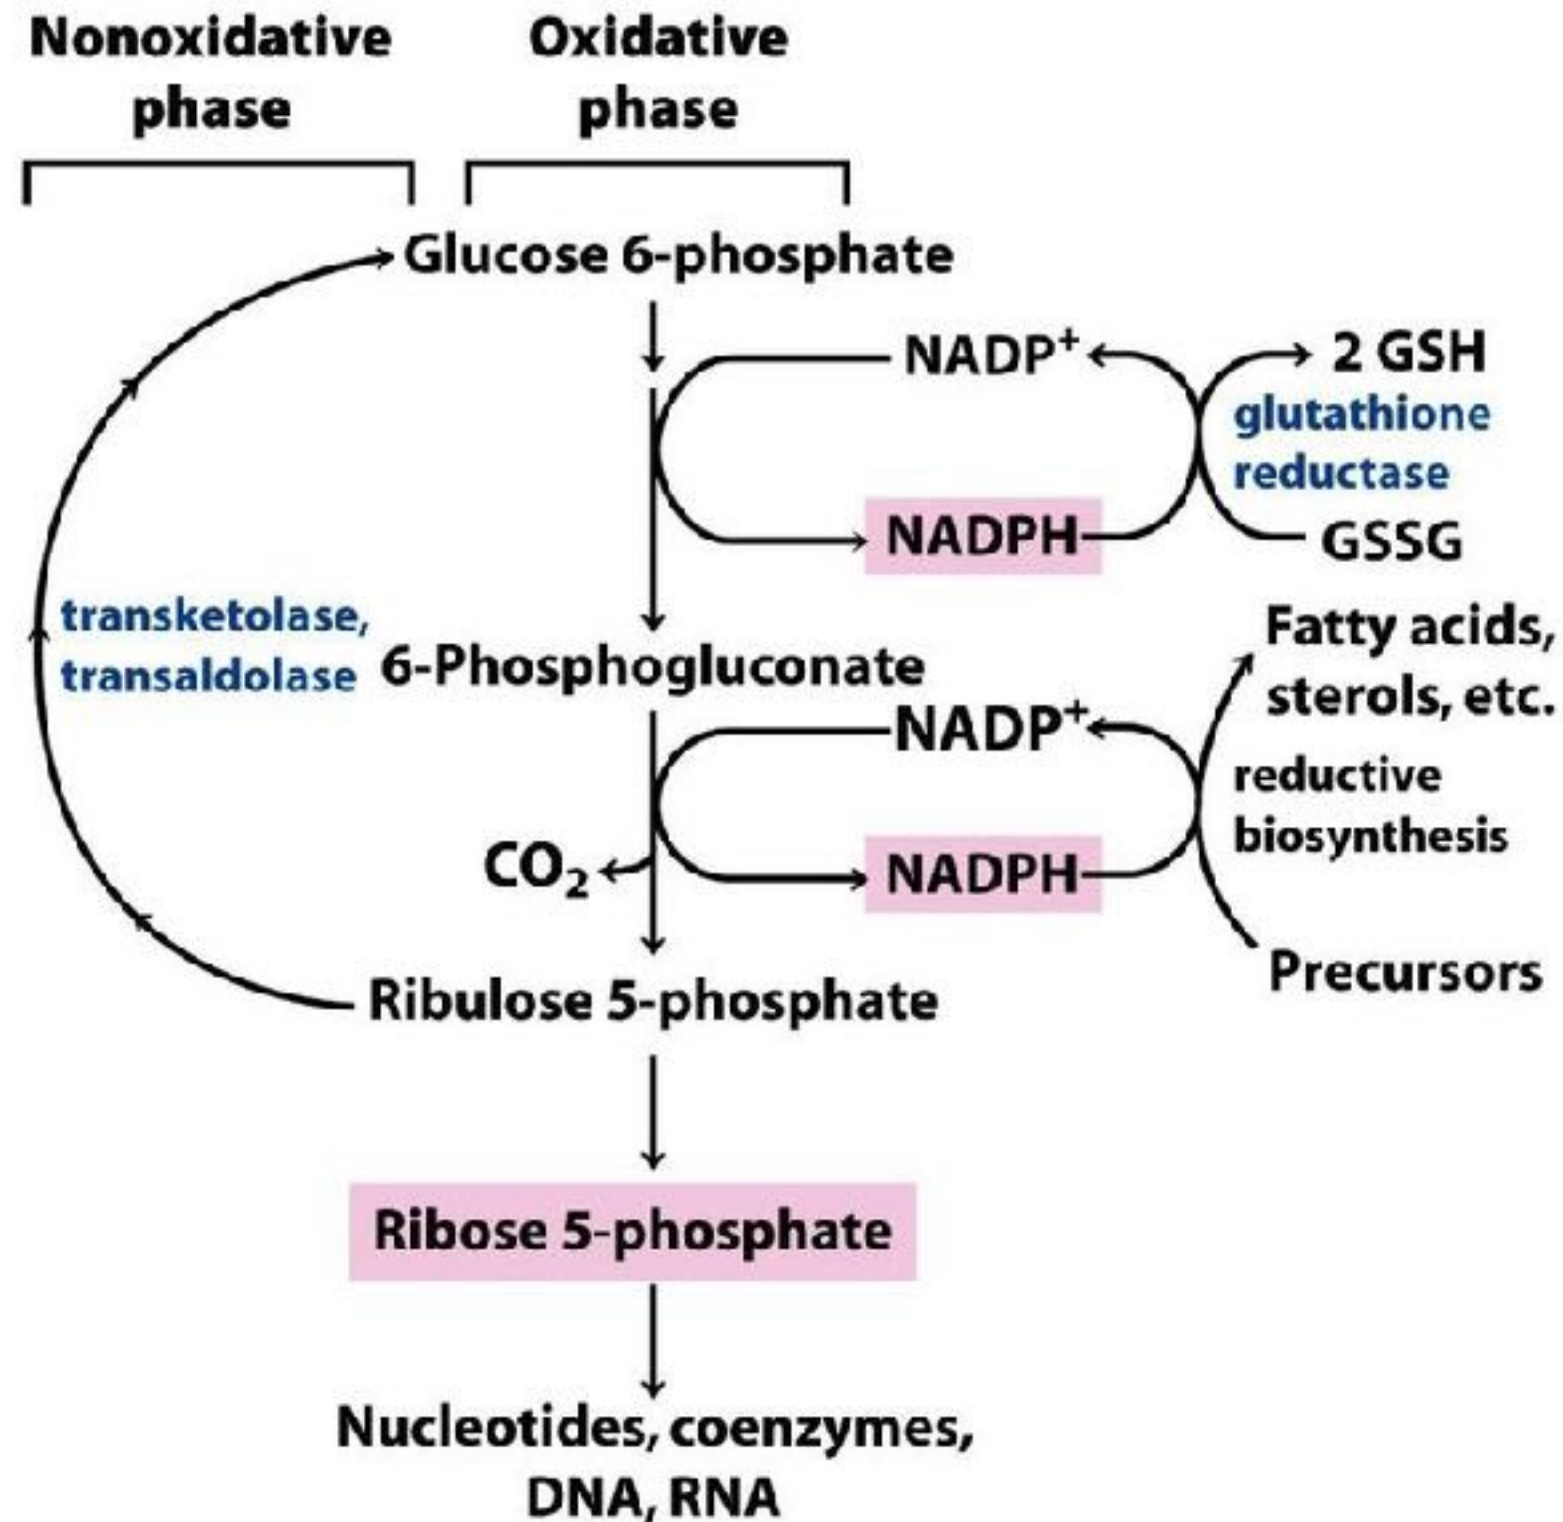 Nonoxidative
phase
Oxidative
phase
Glucose 6-phosphate
NADP⁺
2 GSH
glutathione
reductase
NADPH
GSSG
transketolase,
transaldolase
6-Phosphogluconate
Fatty acids,
sterols, etc.
NADP⁺
reductive
biosynthesis
CO₂
NADPH
Precursors
Ribulose 5-phosphate
Ribose 5-phosphate
Nucleotides, coenzymes,
DNA, RNA